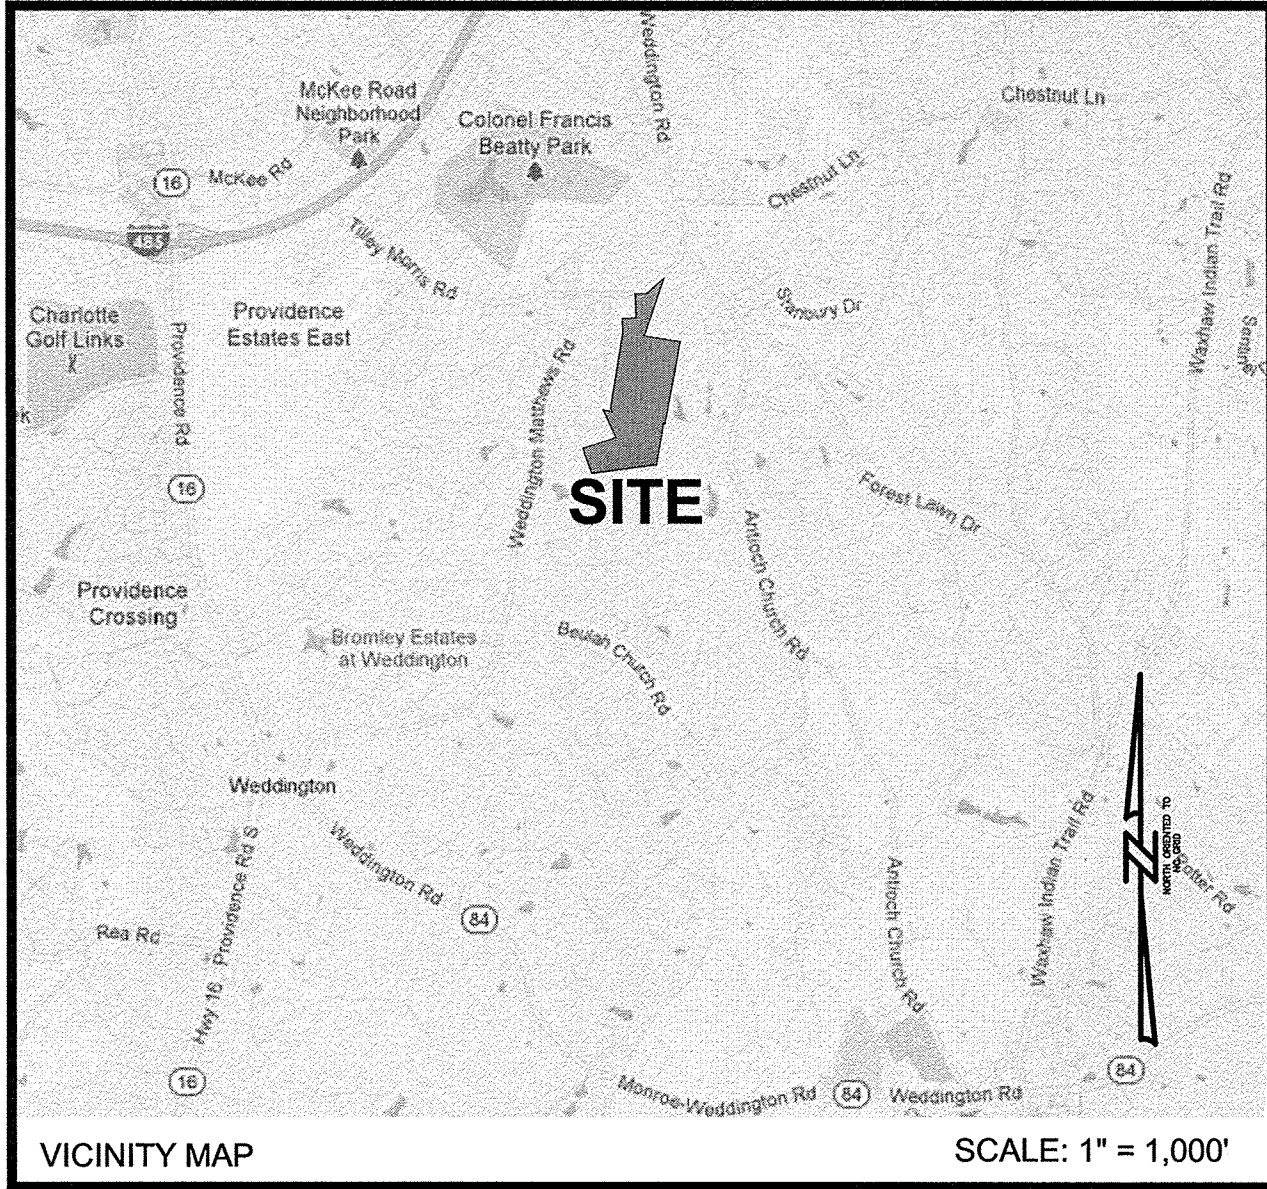 Weddington Rd
McKee Road
Neighborhood
Park
Colonel Francis
Beatty Park
Chestnut Ln
16
McKee Rd
Chestnut Ln
485
Tilley Morris Rd
Waxhaw Indian Trail Rd
Charlotte
Golf Links
Providence
Estates East
Stanbury Dr
Providence Rd
Weddington Matthews Rd
16
SITE
Forest Lawn Dr
Antioch Church Rd
Providence
Crossing
Bromley Estates
at Weddington
Beulah Church Rd
Weddington
Weddington Rd
84
Rea Rd
Hwy 16
Providence Rd S
Antioch Church Rd
Waxhaw Indian Trail Rd
N
NORTH ORIENTED TO
NC GRID
Potter Rd
16
84
Monroe-Weddington Rd
84
Weddington Rd
VICINITY MAP
SCALE: 1" = 1,000'